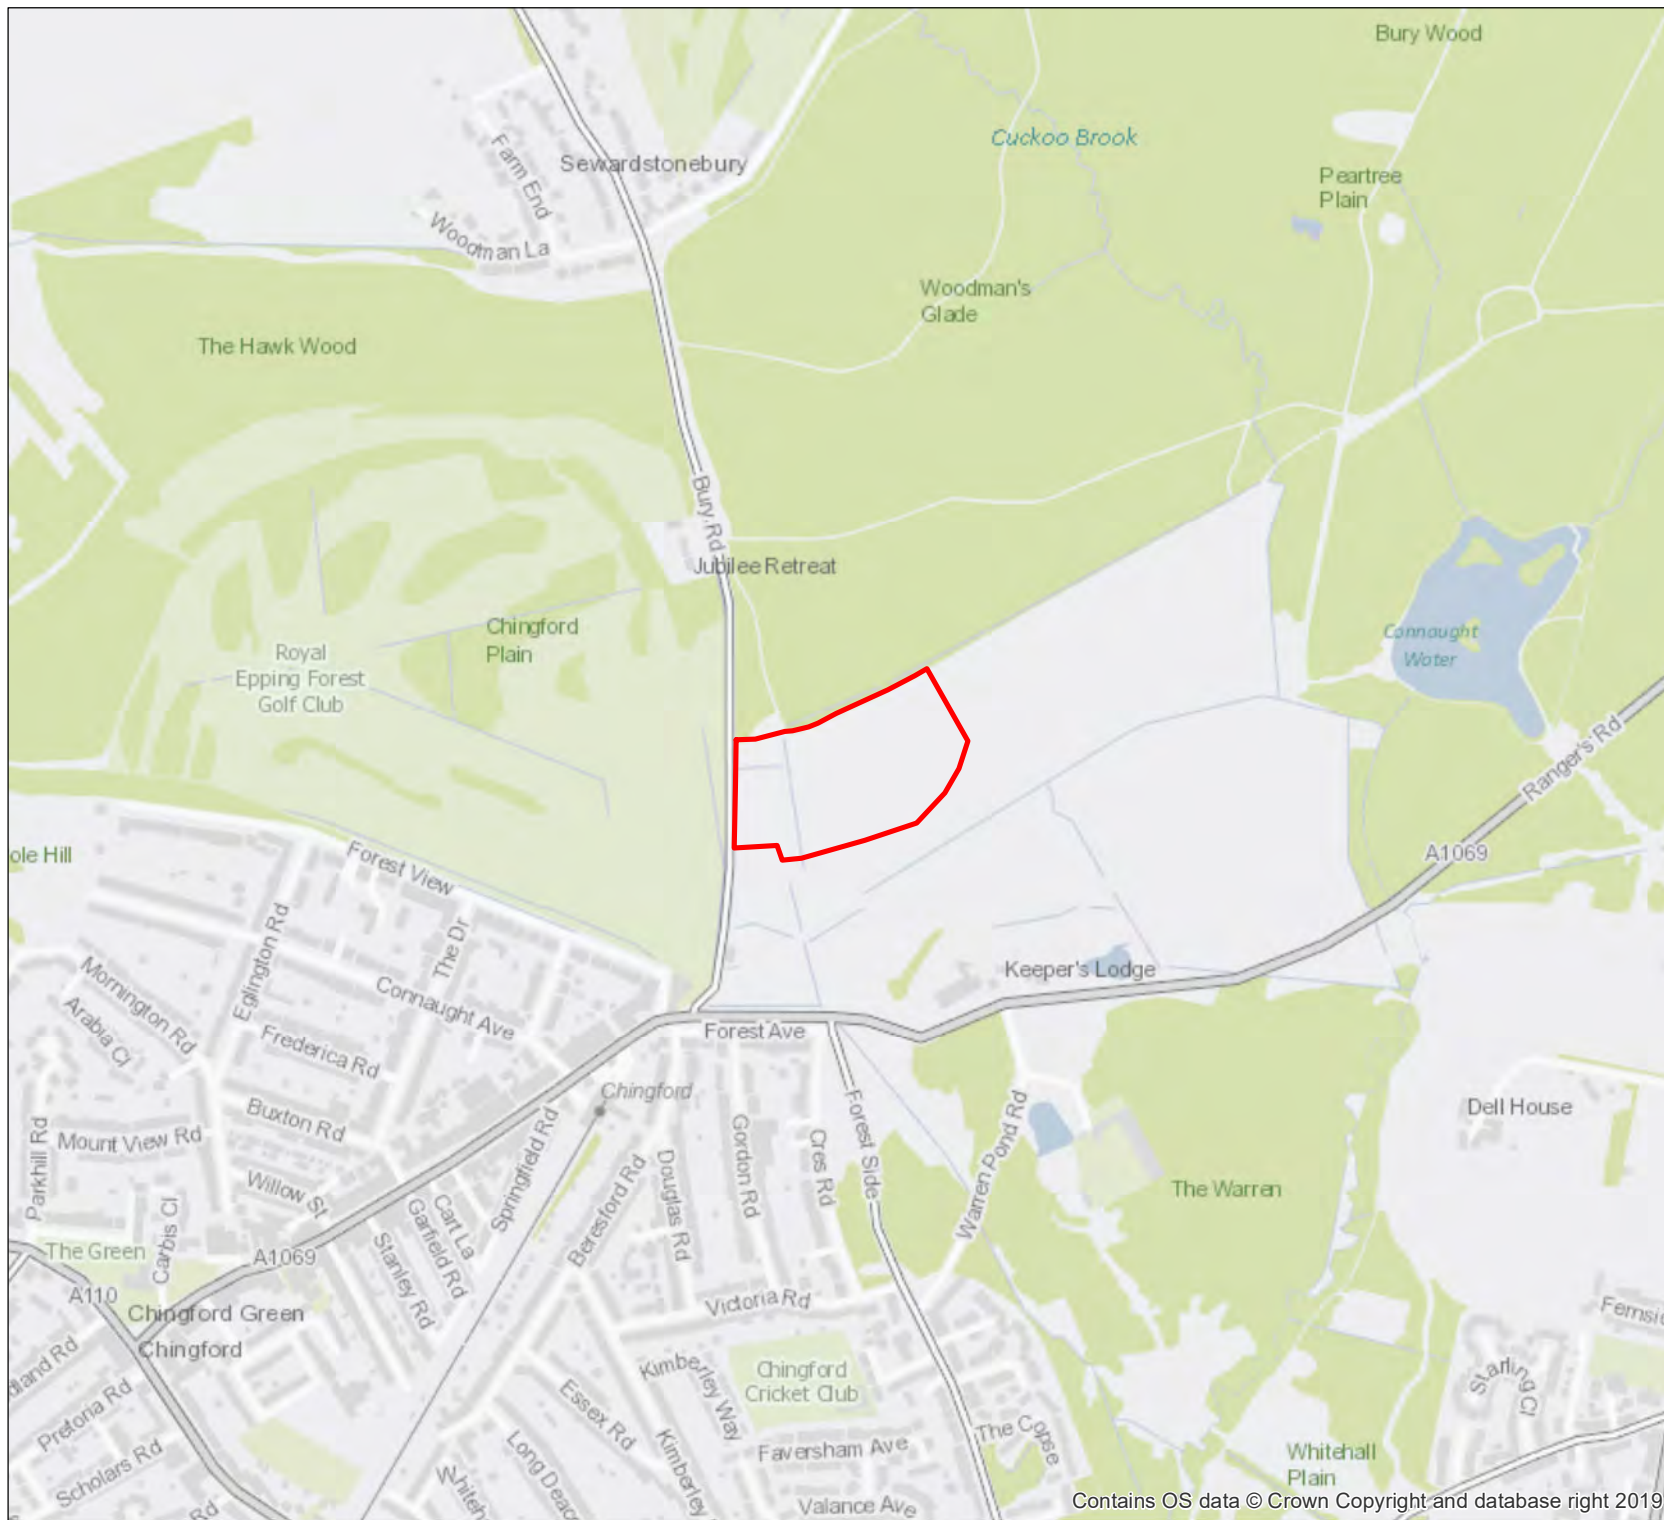 Bury Wood
Cuckoo Brook
Sewardstonebury
Farm End
Woodman La
Peartree
Plain
Woodman's
Glade
The Hawk Wood
Bury Rd
Jubilee Retreat
Chingford
Plain
Royal
Epping Forest
Golf Club
Connaught
Water
Ranger's Rd
A1069
ole Hill
Forest View
Eglington Rd
The Dr
Connaught Ave
Mornington Rd
Arabia Cl
Frederica Rd
Keeper's Lodge
Forest Ave
Chingford
Buxton Rd
Mount View Rd
Parkhill Rd
Willow St
Carbis Cl
The Green
A1069
A110
Chingford Green
Chingford
Springfield Rd
Cart La
Garfield Rd
Stanley Rd
Beresford Rd
Douglas Rd
Gordon Rd
Cres Rd
Forest Side
Warren Pond Rd
Dell House
The Warren
Victoria Rd
Chingford
Cricket Club
Kimberley Way
Kimberley
Essex Rd
Long Deaco
Whiteh
Faversham Ave
Valance Ave
The Copse
dland Rd
Pretoria Rd
Scholars Rd
Rd
Starling Cl
Fernsid
Whitehall
Plain
Contains OS data © Crown Copyright and database right 2019